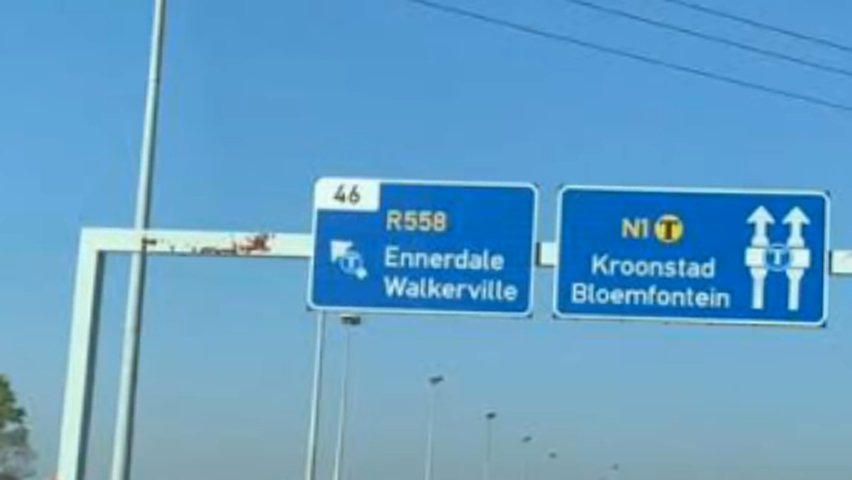 46
R558
T
Ennerdale
Walkerville
N1 T
T
Kroonstad
Bloemfontein